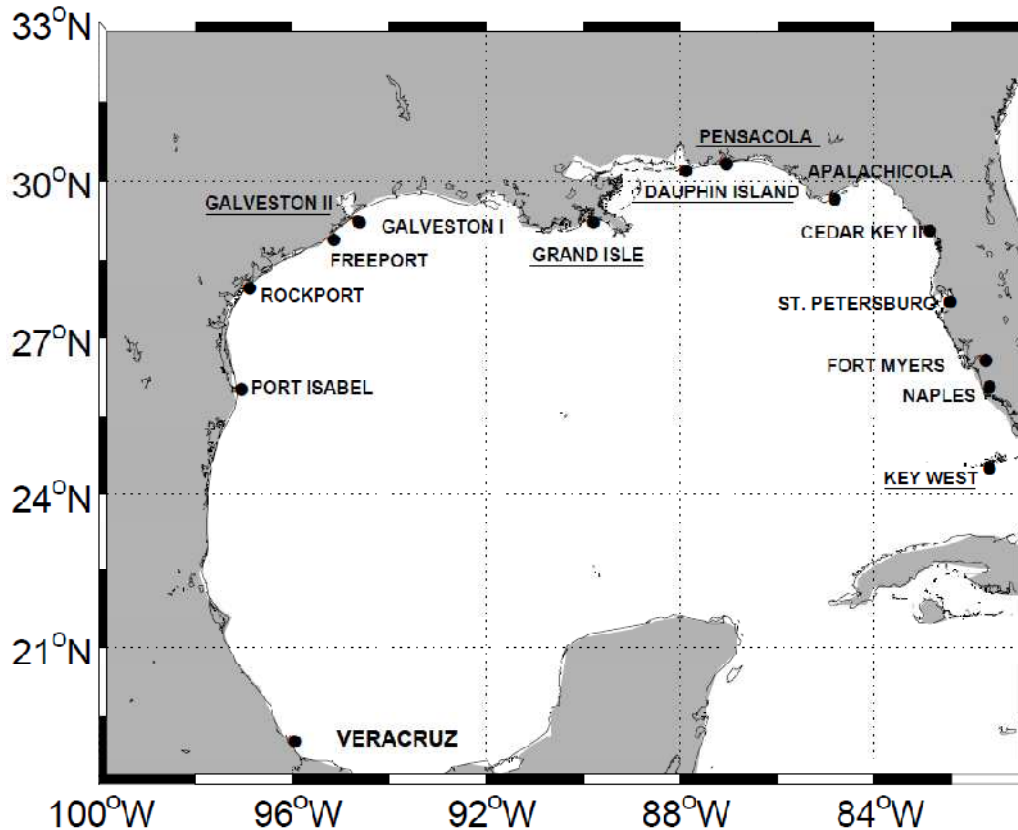 33°N
PENSACOLA
APALACHICOLA
30°N
DAUPHIN ISLAND
GALVESTON II
GALVESTON I
CEDAR KEY II
GRAND ISLE
FREEPORT
ROCKPORT
ST. PETERSBURG
27°N
FORT MYERS
PORT ISABEL
NAPLES
KEY WEST
24°N
21°N
VERACRUZ
100°W 96°W 92°W 88°W 84°W